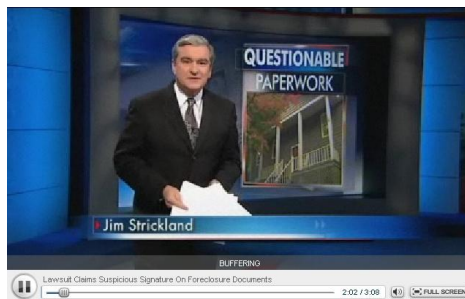 QUESTIONABLE
PAPERWORK
Jim Strickland
BUFFERING
Lawsuit Claims Suspicious Signature On Foreclosure Documents
2:02 / 3:08
FULL SCREEN